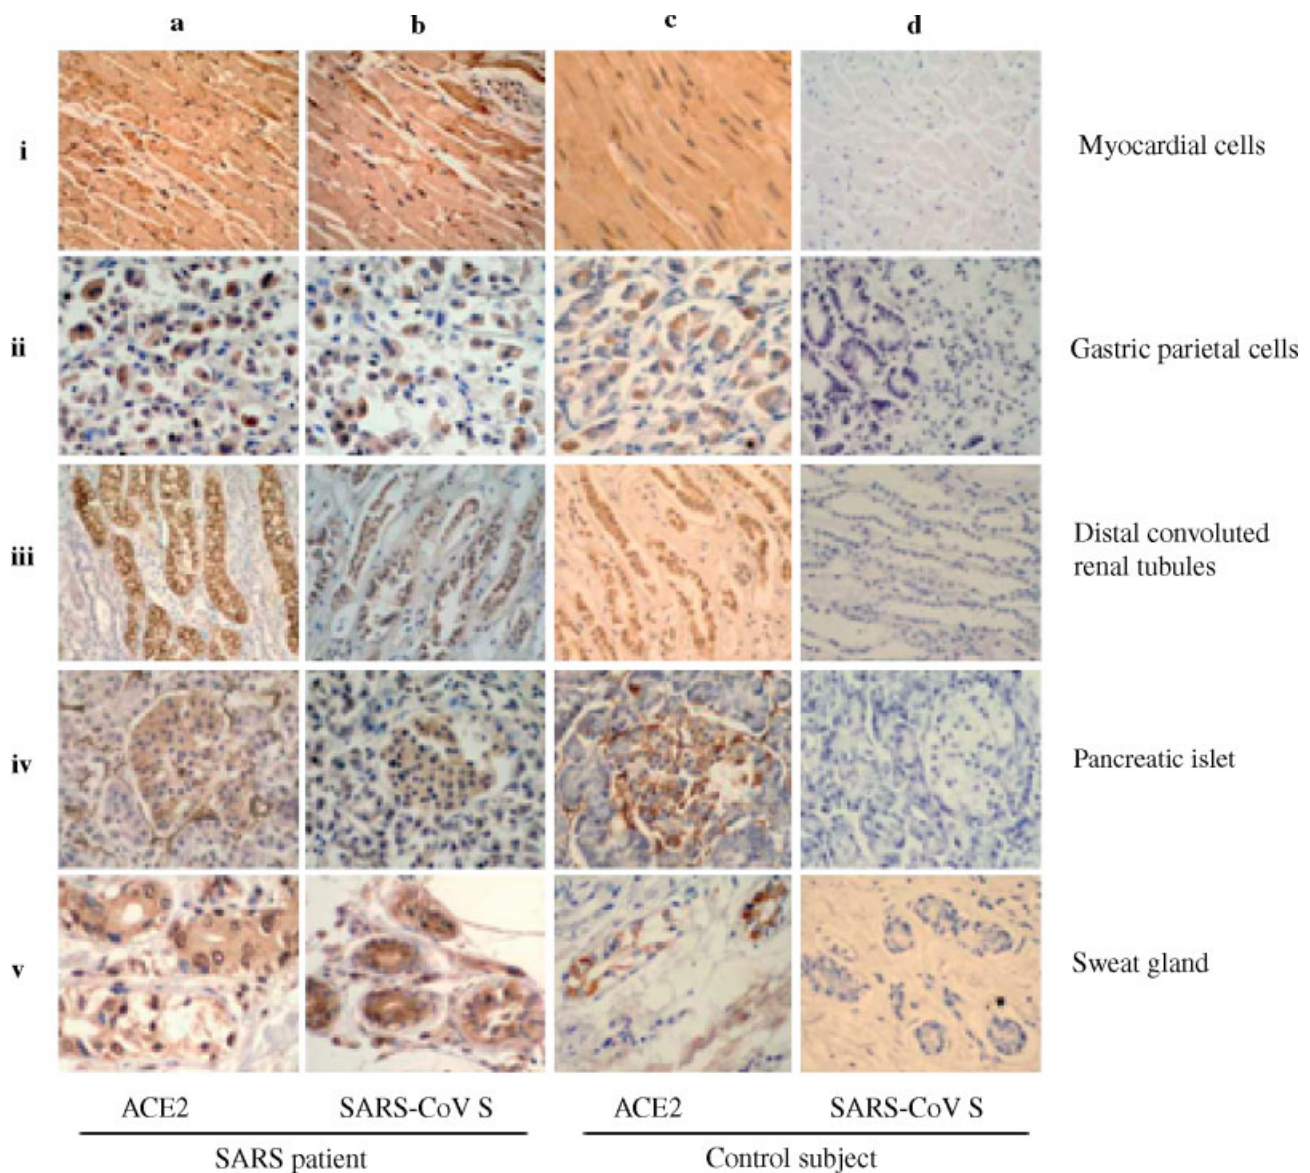 a b c d
i Myocardial cells
ii Gastric parietal cells
iii Distal convoluted
renal tubules
iv Pancreatic islet
v Sweat gland
ACE2 SARS-CoV S ACE2 SARS-CoV S
SARS patient Control subject